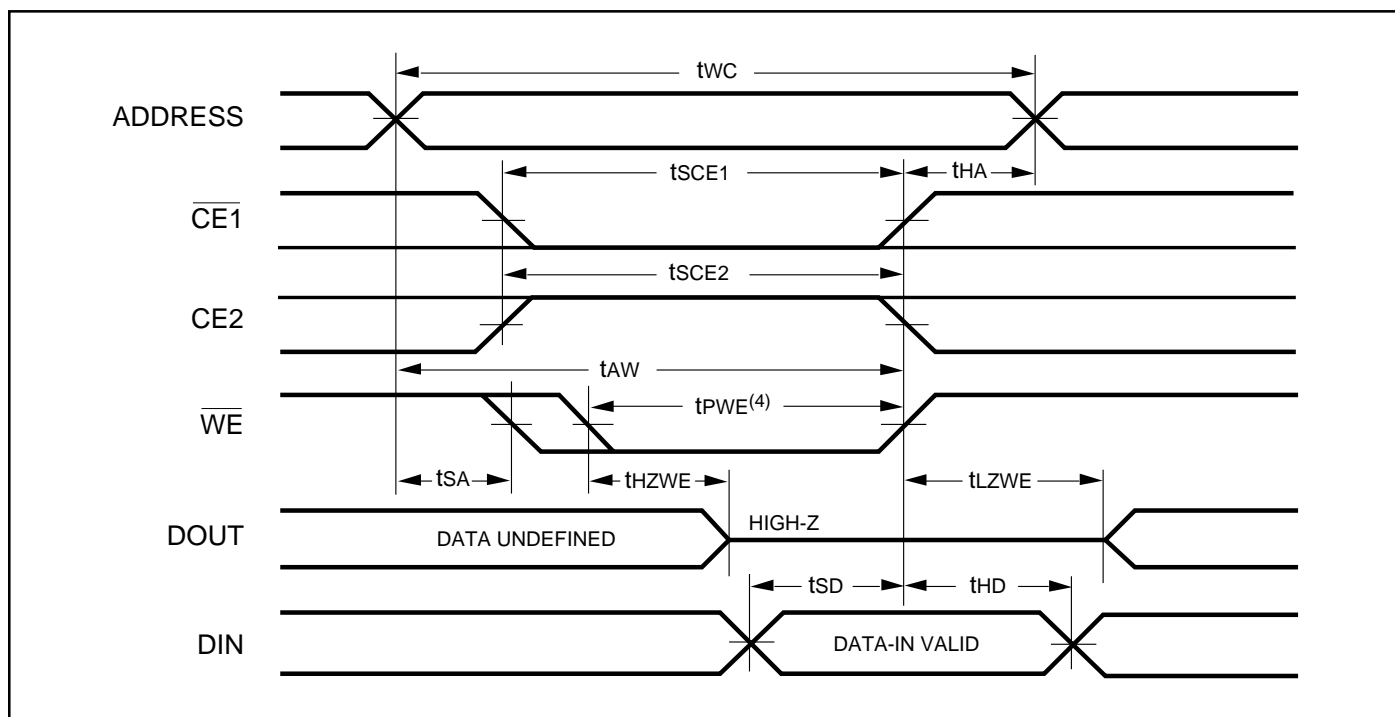 tWC
ADDRESS
tSCE1
tHA
CE1
tSCE2
CE2
tAW
tPWE(4)
WE
tSA
tHZWE
tLZWE
DOUT
DATA UNDEFINED
HIGH-Z
tSD
tHD
DIN
DATA-IN VALID